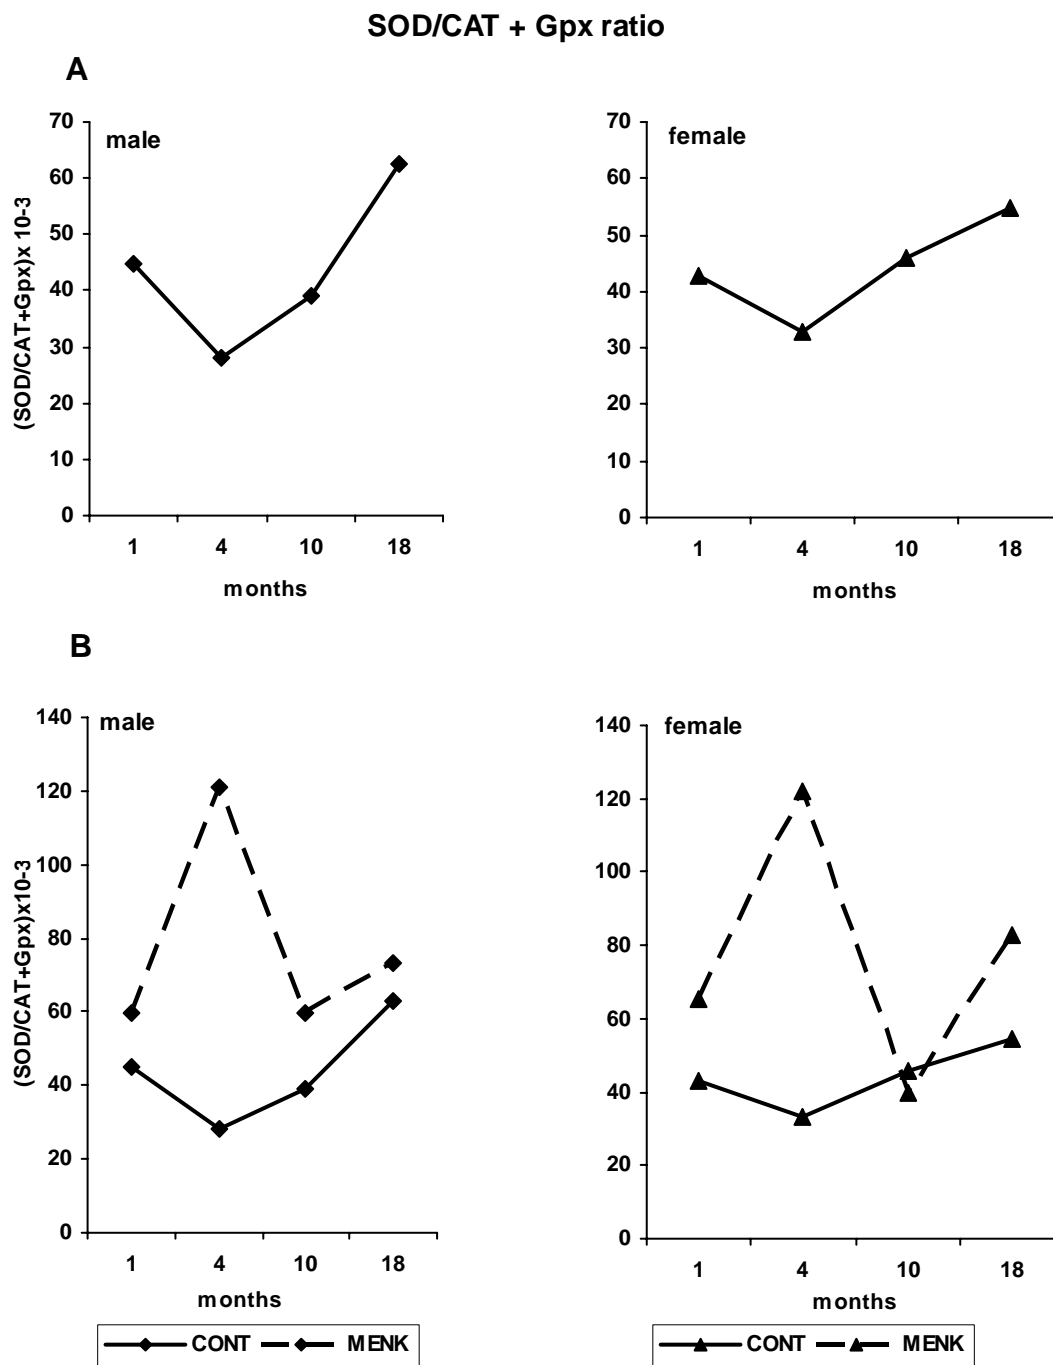 SOD/CAT + Gpx ratio
A
male
(SOD/CAT+Gpx)x 10-3
70
60
50
40
30
20
10
0
1 4 10 18
months
female
70
60
50
40
30
20
10
0
1 4 10 18
months
B
male
(SOD/CAT+Gpx)x10-3
140
120
100
80
60
40
20
0
1 4 10 18
months
CONT MENK
female
140
120
100
80
60
40
20
0
1 4 10 18
months
CONT MENK